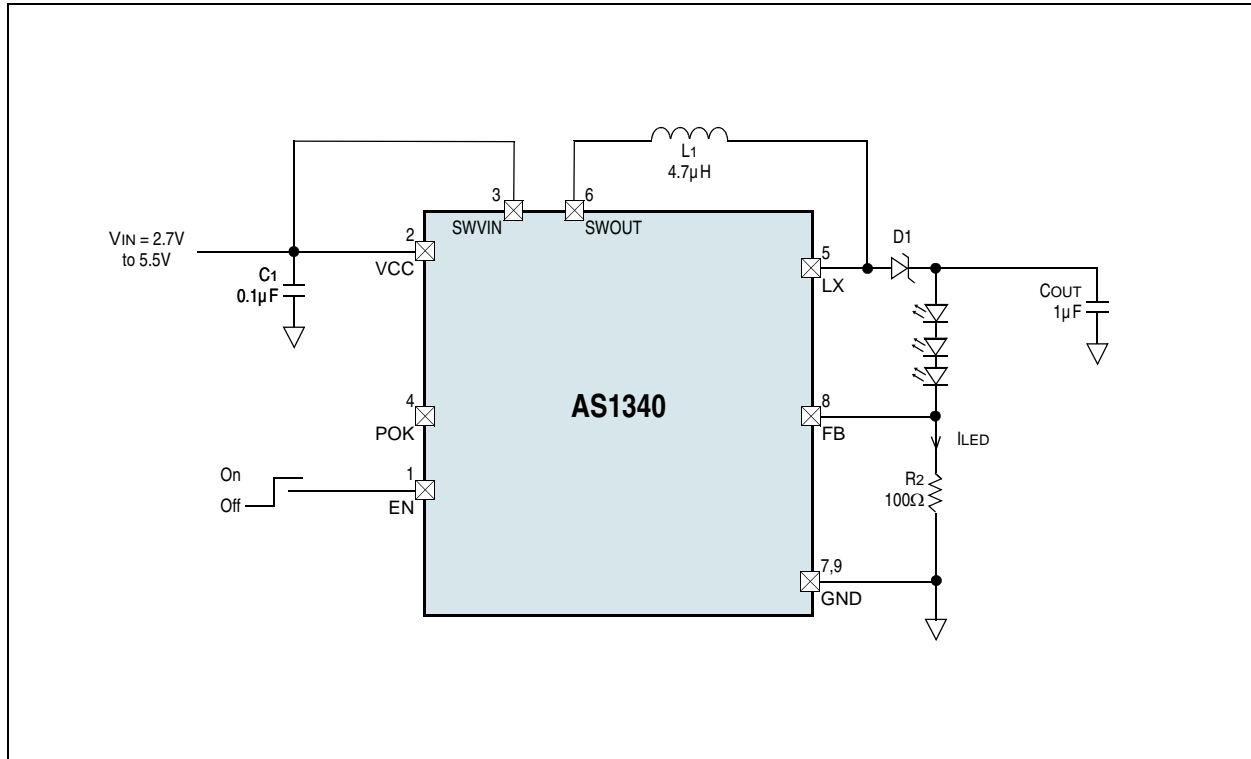 L1
4.7µH
3
6
SWVIN
SWOUT
VIN = 2.7V
to 5.5V
2
VCC
C1
0.1µF
5
LX
D1
COUT
1µF
AS1340
4
POK
8
FB
ILED
On
Off
1
EN
R2
100Ω
7,9
GND